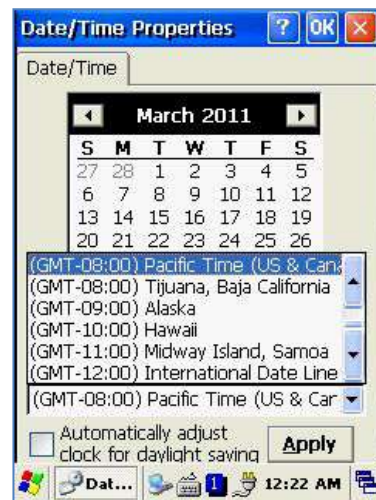 Date/Time Properties ? OK ×
Date/Time
March 2011
S M T W T F S
27 28 1 2 3 4 5
6 7 8 9 10 11 12
13 14 15 16 17 18 19
20 21 22 23 24 25 26
(GMT-08:00) Pacific Time (US & Cana
(GMT-08:00) Tijuana, Baja California
(GMT-09:00) Alaska
(GMT-10:00) Hawaii
(GMT-11:00) Midway Island, Samoa
(GMT-12:00) International Date Line
(GMT-08:00) Pacific Time (US & Car
Automatically adjust
clock for daylight saving
Apply
Dat... 1 12:22 AM